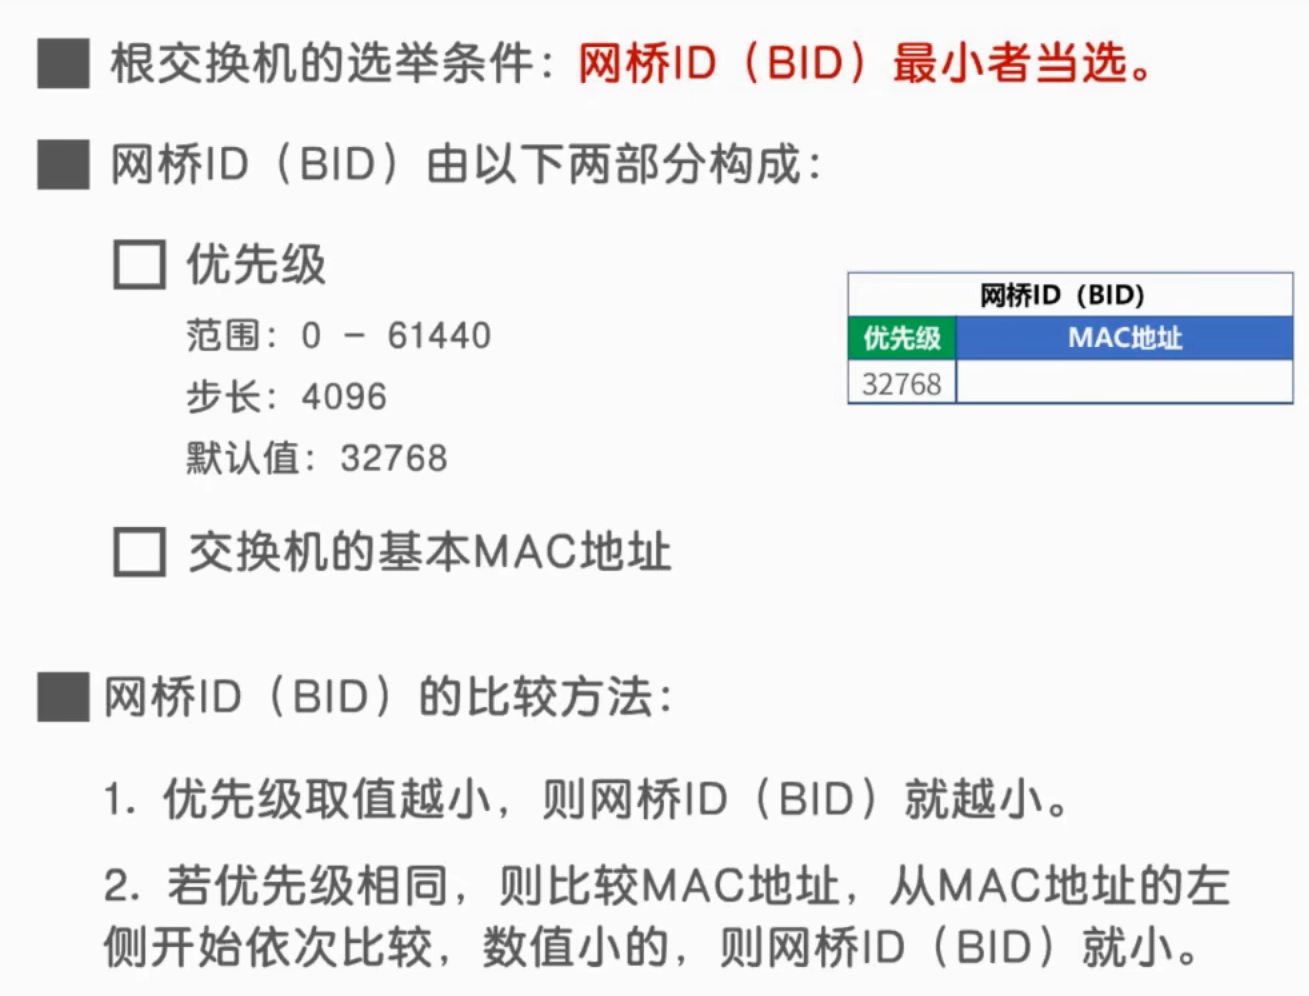 根交换机的选举条件：网桥ID（BID）最小者当选。
网桥ID（BID）由以下两部分构成：
优先级
范围：0 - 61440
步长：4096
默认值：32768
网桥ID（BID）
优先级 MAC地址
32768
交换机的基本MAC地址
网桥ID（BID）的比较方法：
1. 优先级取值越小，则网桥ID（BID）就越小。
2. 若优先级相同，则比较MAC地址，从MAC地址的左
侧开始依次比较，数值小的，则网桥ID（BID）就小。